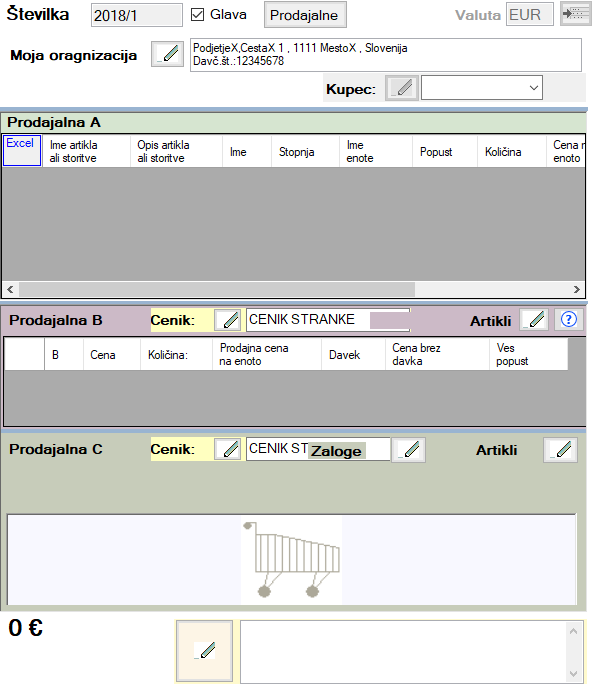 Številka 2018/1 Glava Prodajalne Valuta EUR
Moja oragnizacija
PodjetjeX,CestaX 1 , 1111 MestoX , Slovenija
Davč.št.:12345678
Kupec:
Prodajalna A
Excel
Ime artikla
ali storitve
Opis artikla
ali storitve
Ime
Stopnja
Ime
enote
Popust
Količina
Cena
enoto
Prodajalna B Cenik: CENIK STRANKE Artikli ?
B
Cena
Količina:
Prodajna cena
na enoto
Davek
Cena brez
davka
Ves
popust
Prodajalna C Cenik: CENIK ST Zaloge Artikli
0 €